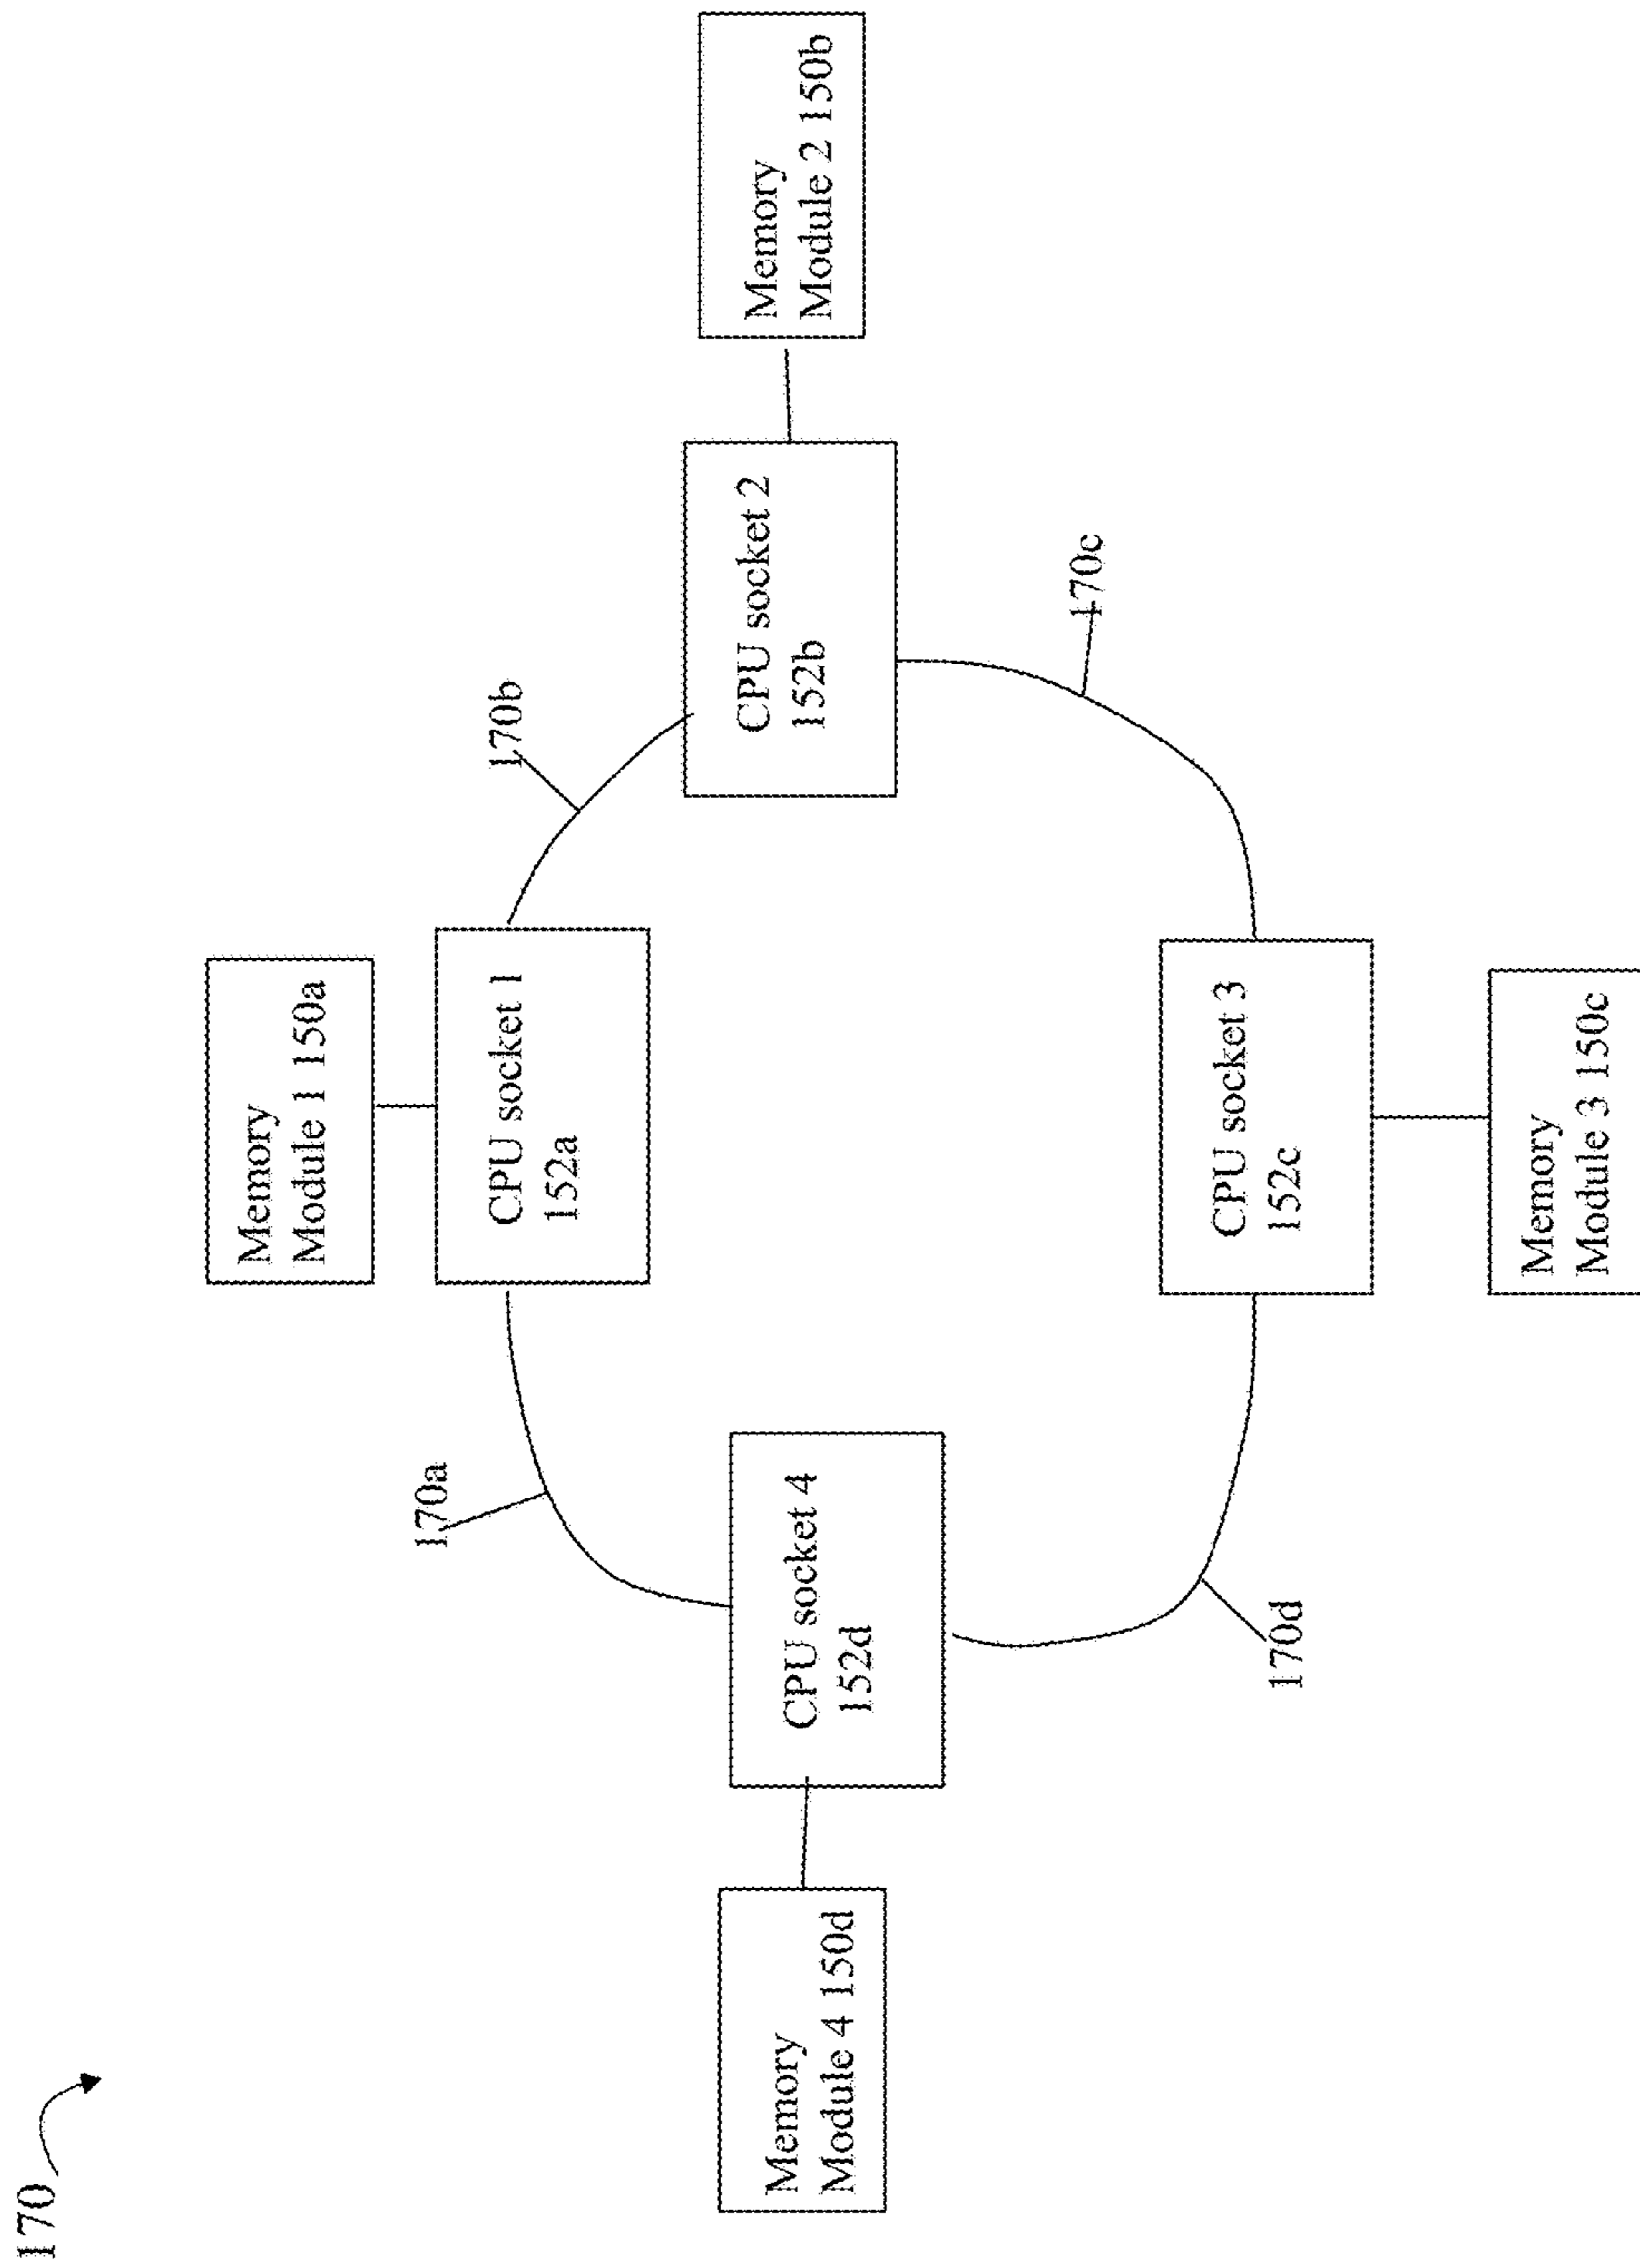 170
Memory
Module 1 150a
170a
CPU socket 1
152a
170b
Memory
Module 4 150d
CPU socket 4
152d
CPU socket 2
152b
Memory
Module 2 150b
170c
CPU socket 3
152c
170d
Memory
Module 3 150c